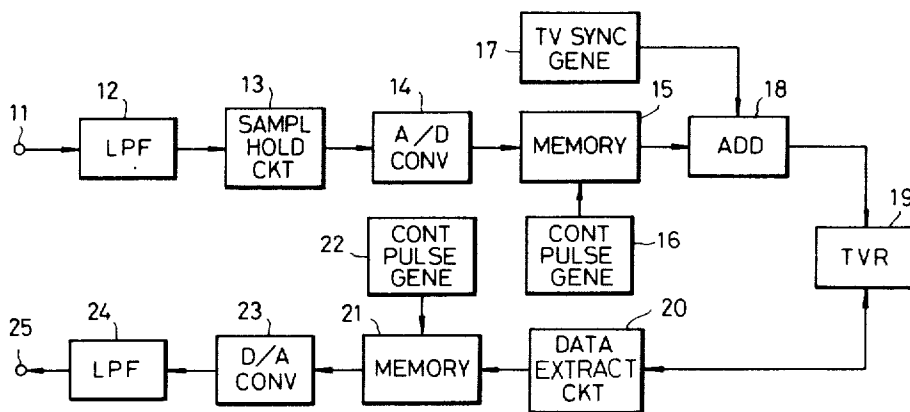 17
TV SYNC
GENE
11
12
LPF
13
SAMPL
HOLD
CKT
14
A/D
CONV
15
MEMORY
18
ADD
19
TVR
22
CONT
PULSE
GENE
16
CONT
PULSE
GENE
25
24
LPF
23
D/A
CONV
21
MEMORY
20
DATA
EXTRACT
CKT